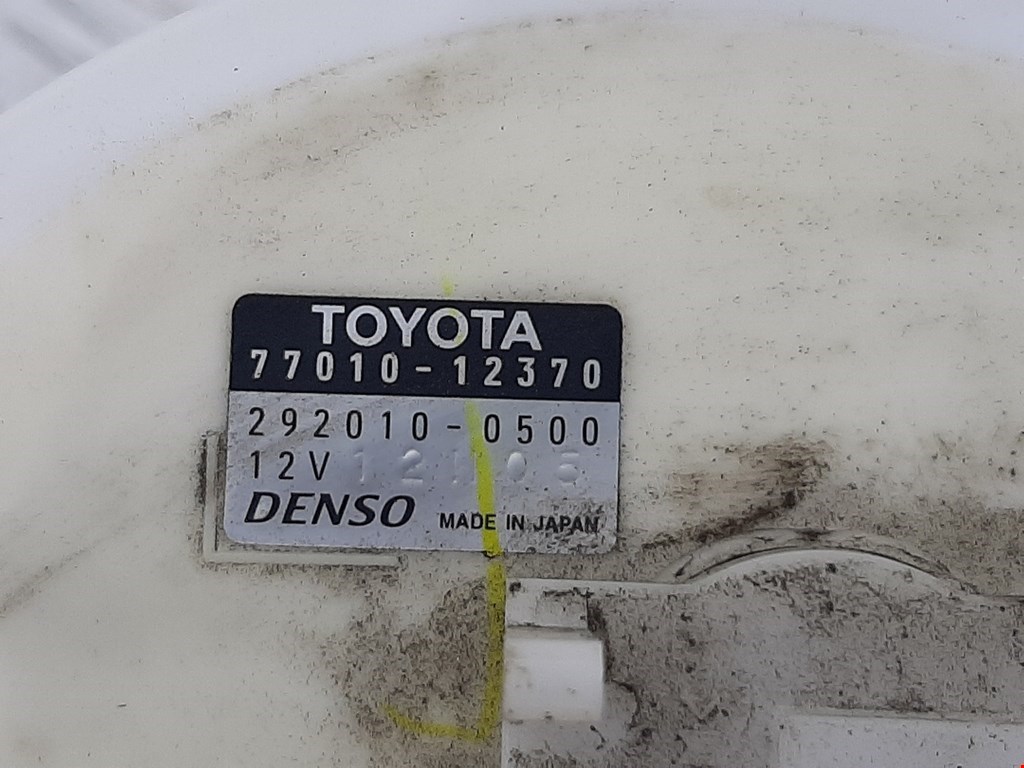 TOYOTA
77010-12370
292010-0500
12V
DENSO MADE IN JAPAN